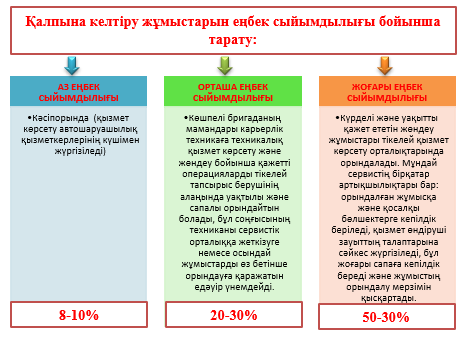 Қалпына келтіру жұмыстарын еңбек сыйымдылығы бойынша
тарату:
АЗ ЕҢБЕК
СЫЙЫМДЫЛЫҒЫ
•Кәсіпорында (қызмет
көрсету автошаруашылық
қызметкерлерінің күшімен
жүргізіледі)
8-10%
ОРТАША ЕҢБЕК
СЫЙЫМДЫЛЫҒЫ
•Көшпелі бригаданың
мамандары карьерлік
техникаға техникалық
қызмет көрсету және
жөндеу бойынша қажетті
операцияларды тікелей
тапсырыс берушінің
алаңында уақтылы және
сапалы орындайтын
болады, бұл соңғысының
техниканы сервистік
орталыққа жеткізуге
немесе осындай
жұмыстарды өз бетінше
орындауға қаражатын
едәуір үнемдейді.
20-30%
ЖОҒАРЫ ЕҢБЕК
СЫЙЫМДЫЛЫҒЫ
•Күрделі және уақытты
қажет ететін жөндеу
жұмыстары тікелей қызмет
көрсету орталықтарында
орындалады. Мұндай
сервистің бірқатар
артықшылықтары бар:
орындалған жұмысқа
және қосалқы
бөлшектерге кепілдік
беріледі, қызмет өндіруші
зауыттың талаптарына
сәйкес жүргізіледі, бұл
жоғары сапаға кепілдік
береді және жұмыстың
орындалу мерзімін
қысқартады.
50-30%